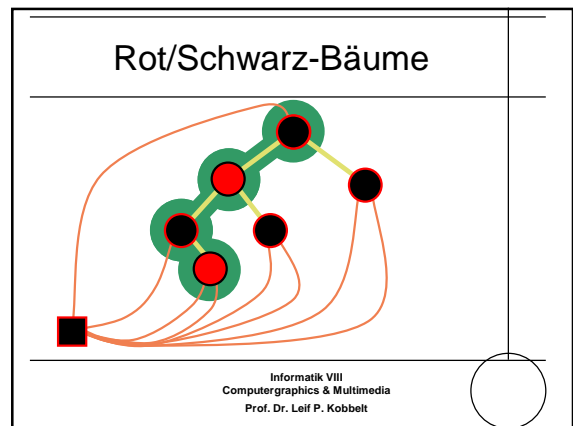 Rot/Schwarz-Bäume
Informatik VIII
Computergraphics & Multimedia
Prof. Dr. Leif P. Kobbelt